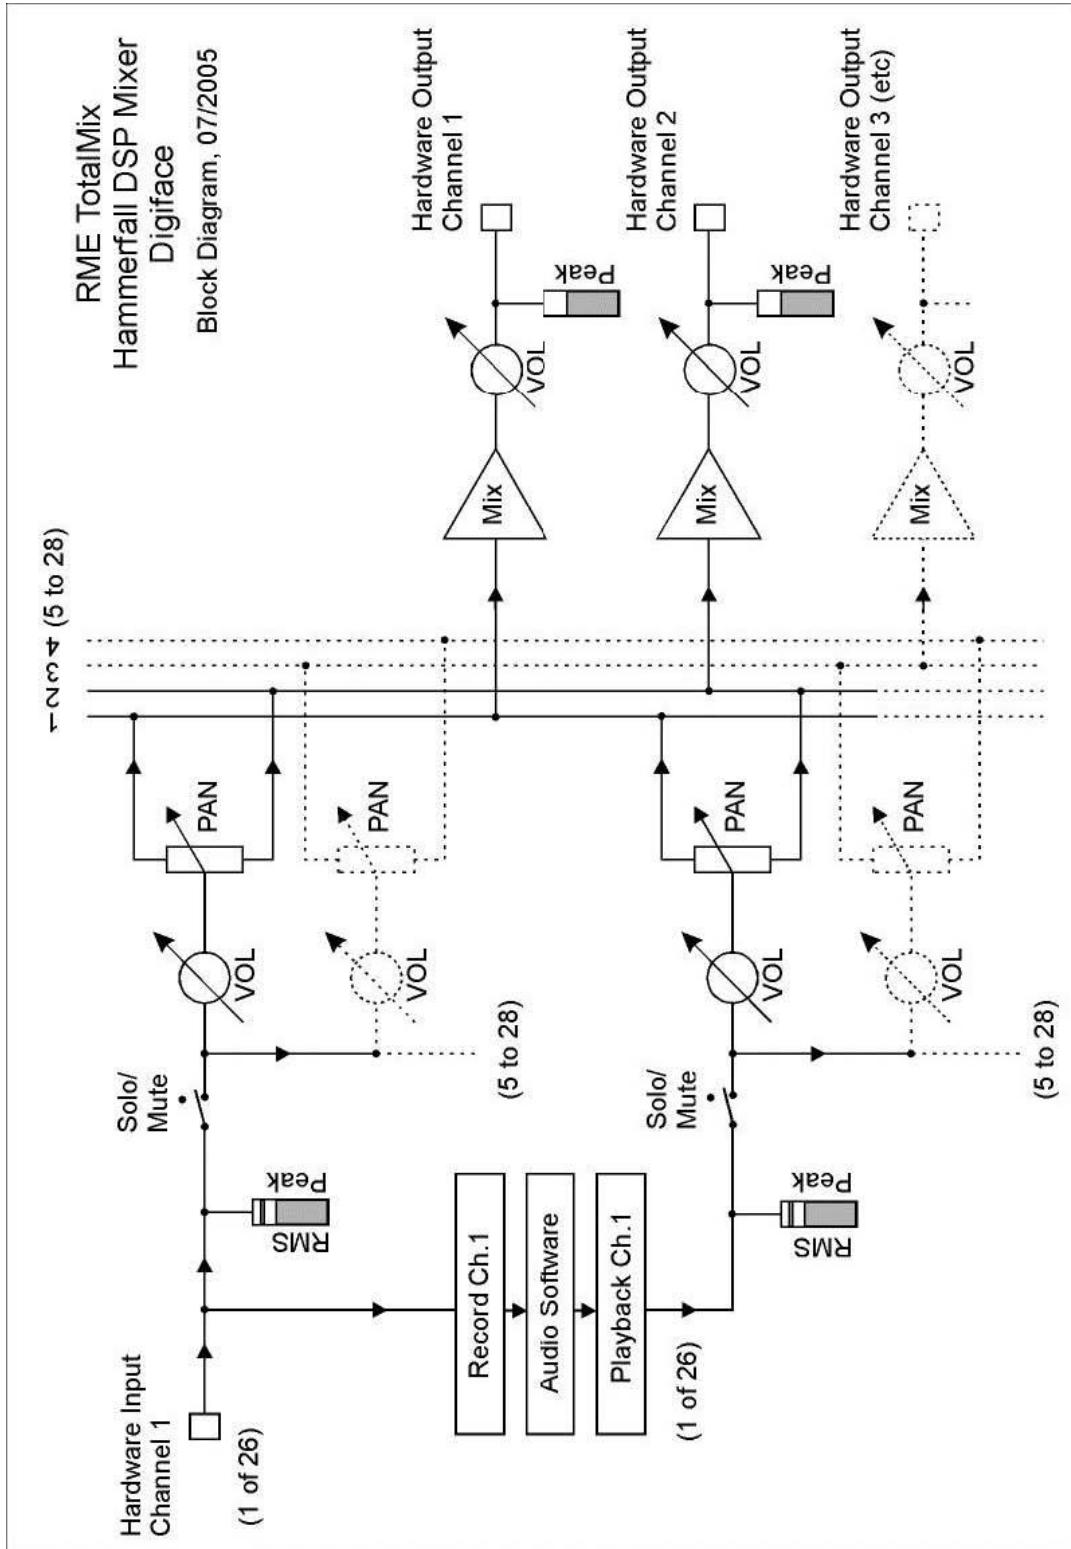 RME TotalMix
Hammerfall DSP Mixer
Digiface
Block Diagram, 07/2005
Hardware Input
Channel 1
(1 of 26)
RMS
Peak
Solo/
Mute
VOL
PAN
VOL
PAN
(5 to 28)
1 2 3 4 (5 to 28)
Record Ch.1
Audio Software
Playback Ch.1
(1 of 26)
RMS
Peak
Solo/
Mute
VOL
PAN
VOL
PAN
(5 to 28)
Mix
VOL
Peak
Hardware Output
Channel 1
Mix
VOL
Peak
Hardware Output
Channel 2
Mix
VOL
Hardware Output
Channel 3 (etc)